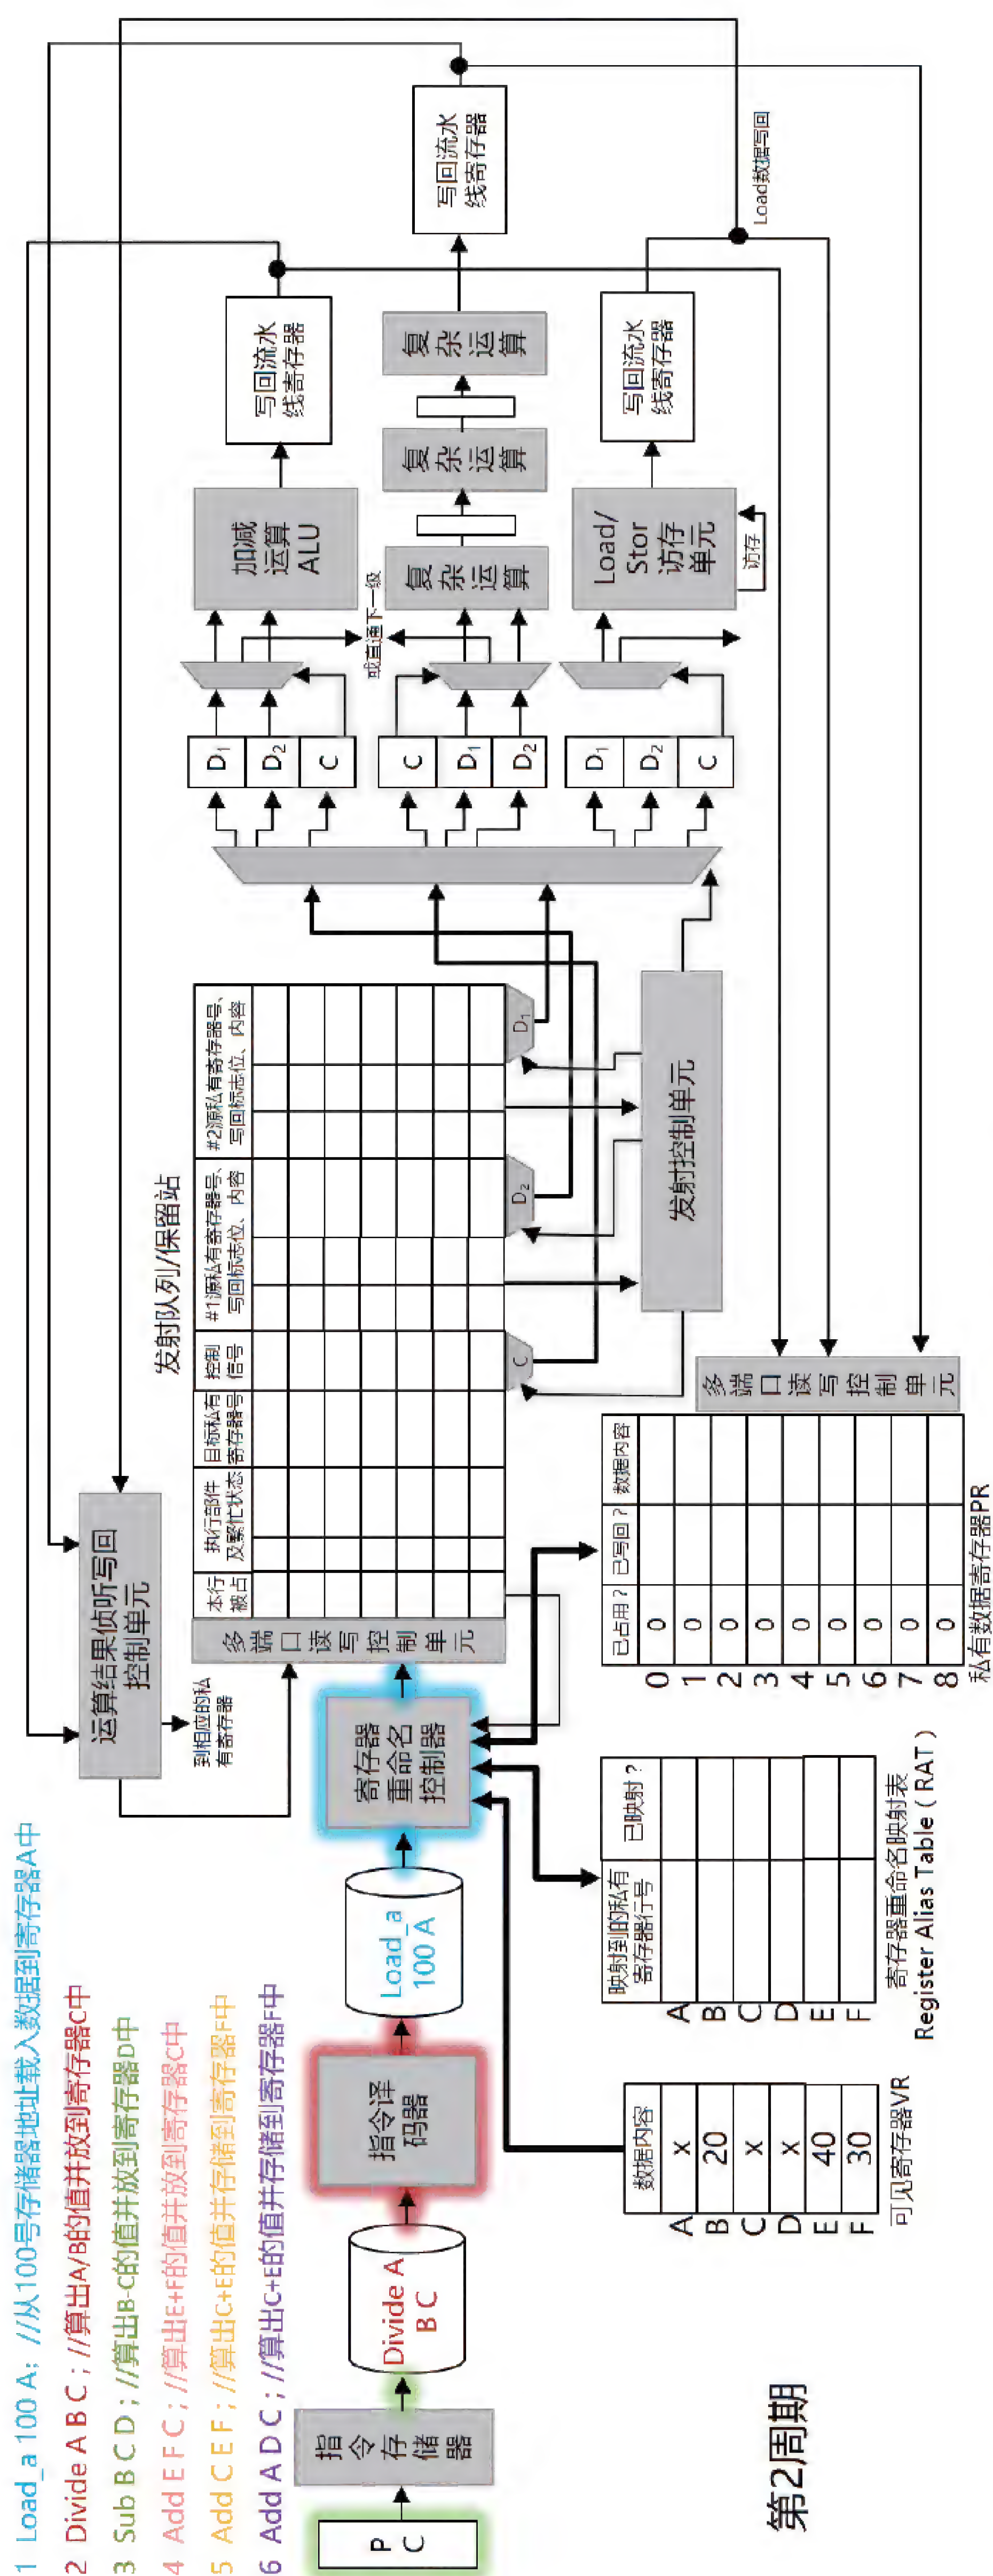 1 Load_a 100 A; //从100号存储器地址载入数据到寄存器A中
2 Divide A B C；//算出A/B的值并放到寄存器C中
3 Sub B C D；//算出B-C的值并放到寄存器D中
4 Add E F C；//算出E+F的值并放到寄存器C中
5 Add C E F；//算出C+E的值并存储到寄存器F中
6 Add A D C；//算出C+E的值并存储到寄存器F中
P
C
指令存储器
Divide A
B C
指令译
码器
Load_a
100 A
寄存器
重命名
控制器
运算结果侦听写回
控制单元
到相应的私
有寄存器
发射队列/保留站
多端口读写控制单元
本行
被占
执行部件
及繁忙状态
目标私有
寄存器号
控制
信号
#1源私有寄存器号、
写回标志位、内容
#2源私有寄存器号、
写回标志位、内容
C
D2
D1
发射控制单元
D1
D2
C
C
D1
D2
D1
D2
C
或直通下一级
加减
运算
ALU
复杂运算
复杂运算
复杂运算
Load/
Stor
访存
单元
访存
写回流水
线寄存器
写回流水
线寄存器
写回流水
线寄存器
Load数据写回
数据内容
A x
B 20
C x
D x
E 40
F 30
可见寄存器VR
映射到的私有
寄存器行号
已映射？
A
B
C
D
E
F
寄存器重命名映射表
Register Alias Table（RAT）
已占用？ 已写回？ 数据内容
0 0
1 0
2 0
3 0
4 0
5 0
6 0
7 0
8 0
私有数据寄存器PR
多端口读写控制单元
第2周期